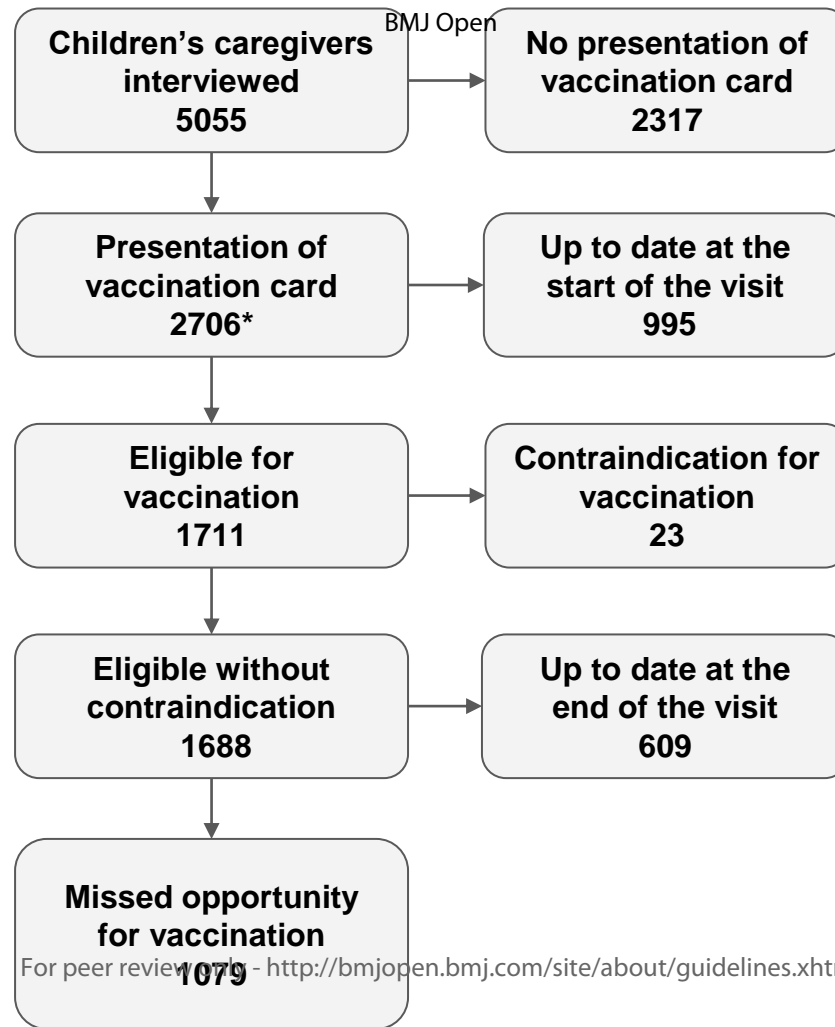 BMJ Open
Children's caregivers
interviewed
5055
No presentation of
vaccination card
2317
Presentation of
vaccination card
2706*
Up to date at the
start of the visit
995
Eligible for
vaccination
1711
Contraindication for
vaccination
23
Eligible without
contraindication
1688
Up to date at the
end of the visit
609
Missed opportunity
for vaccination
1079
For peer review only - http://bmjopen.bmj.com/site/about/guidelines.xht